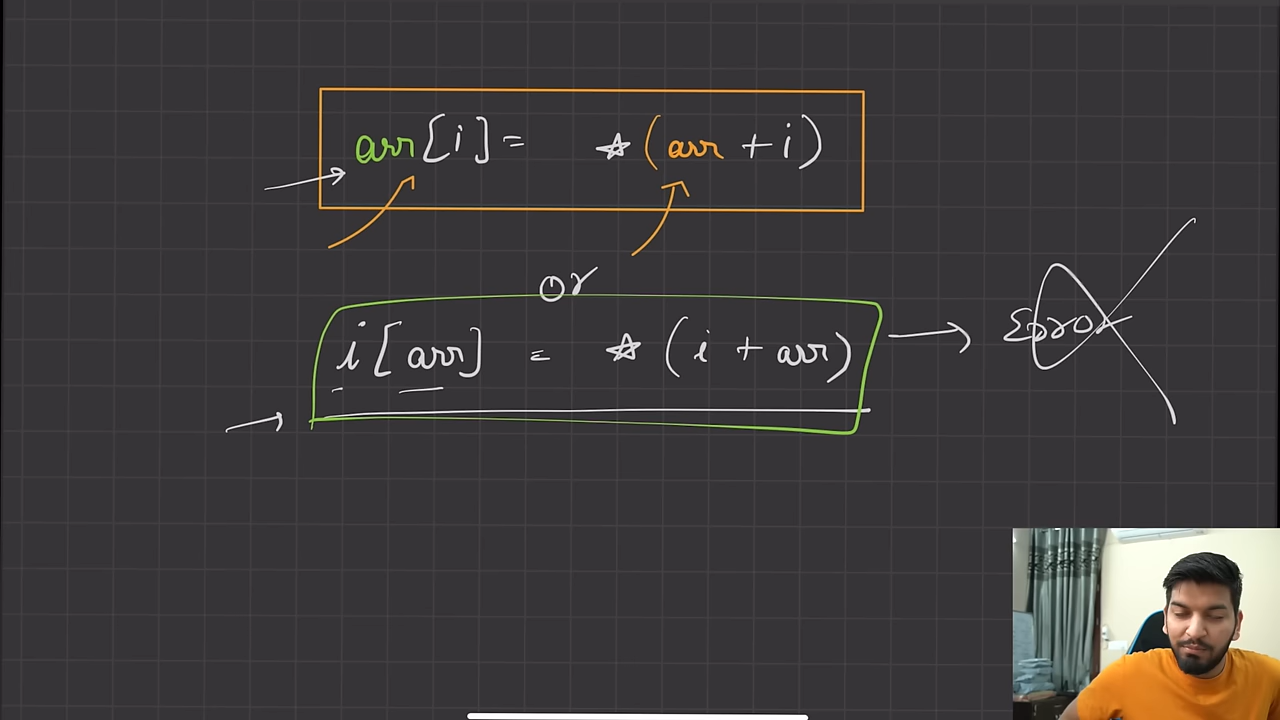 arr[i] = *(arr + i)
or
i[arr] = *(i + arr) → Error